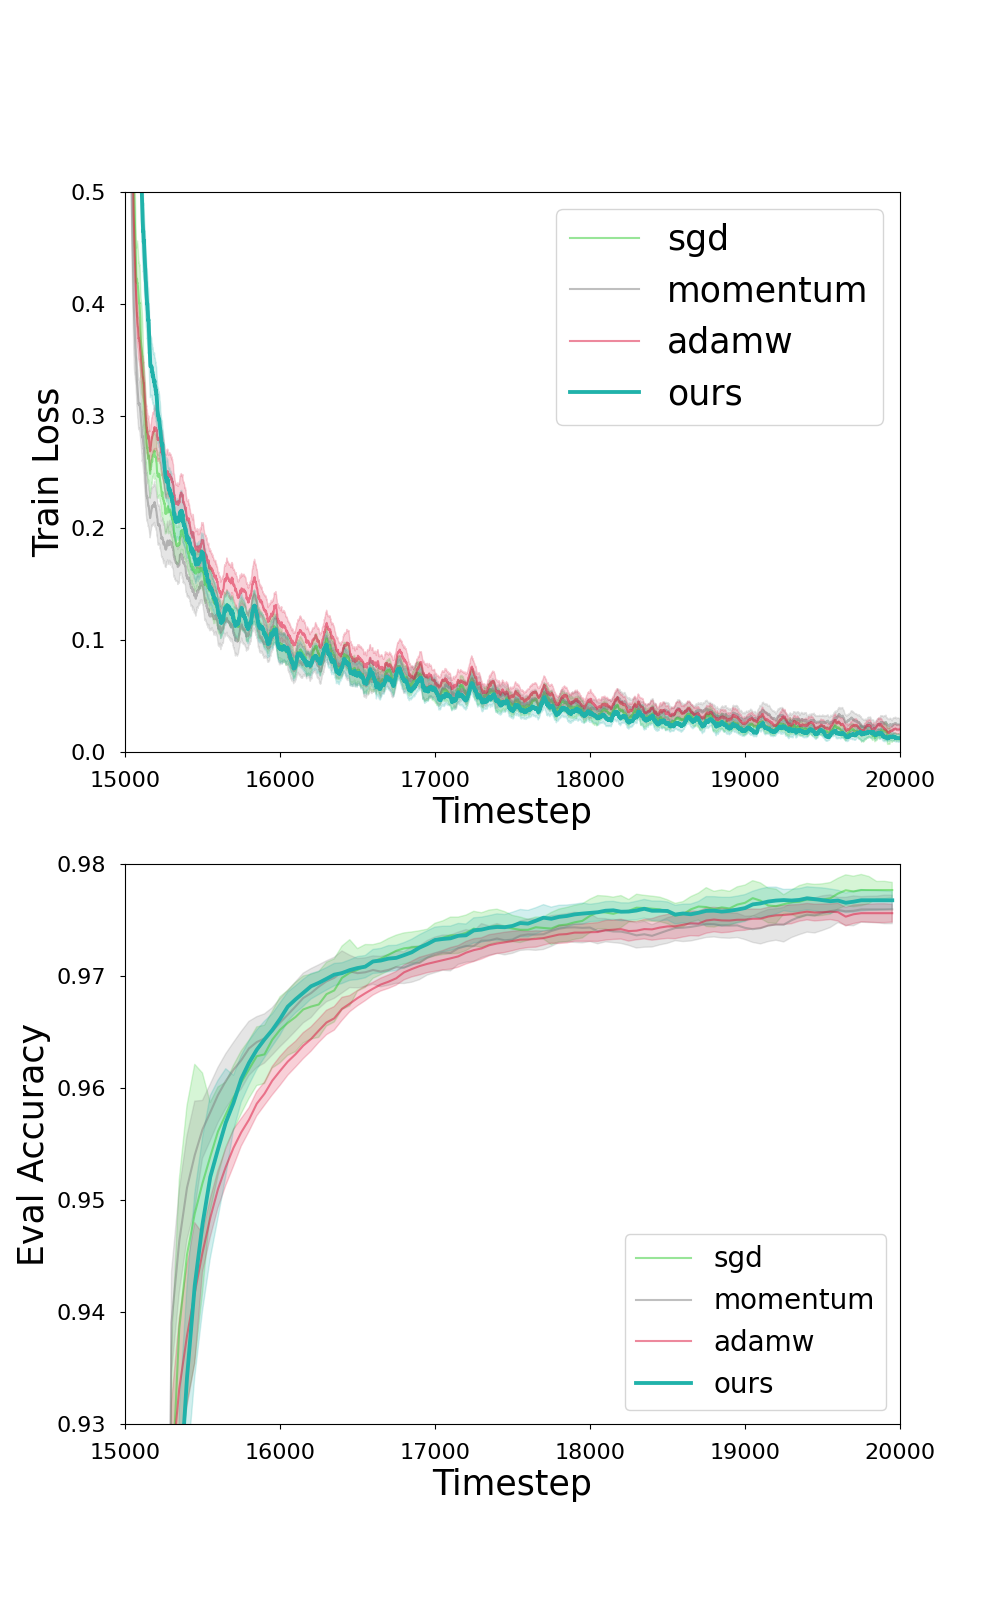 0.5
0.4
0.3
0.2
0.1
0.0
Train Loss
sgd
momentum
adamw
ours
15000 16000 17000 18000 19000 20000
Timestep
0.98
0.97
0.96
0.95
0.94
0.93
Eval Accuracy
sgd
momentum
adamw
ours
15000 16000 17000 18000 19000 20000
Timestep